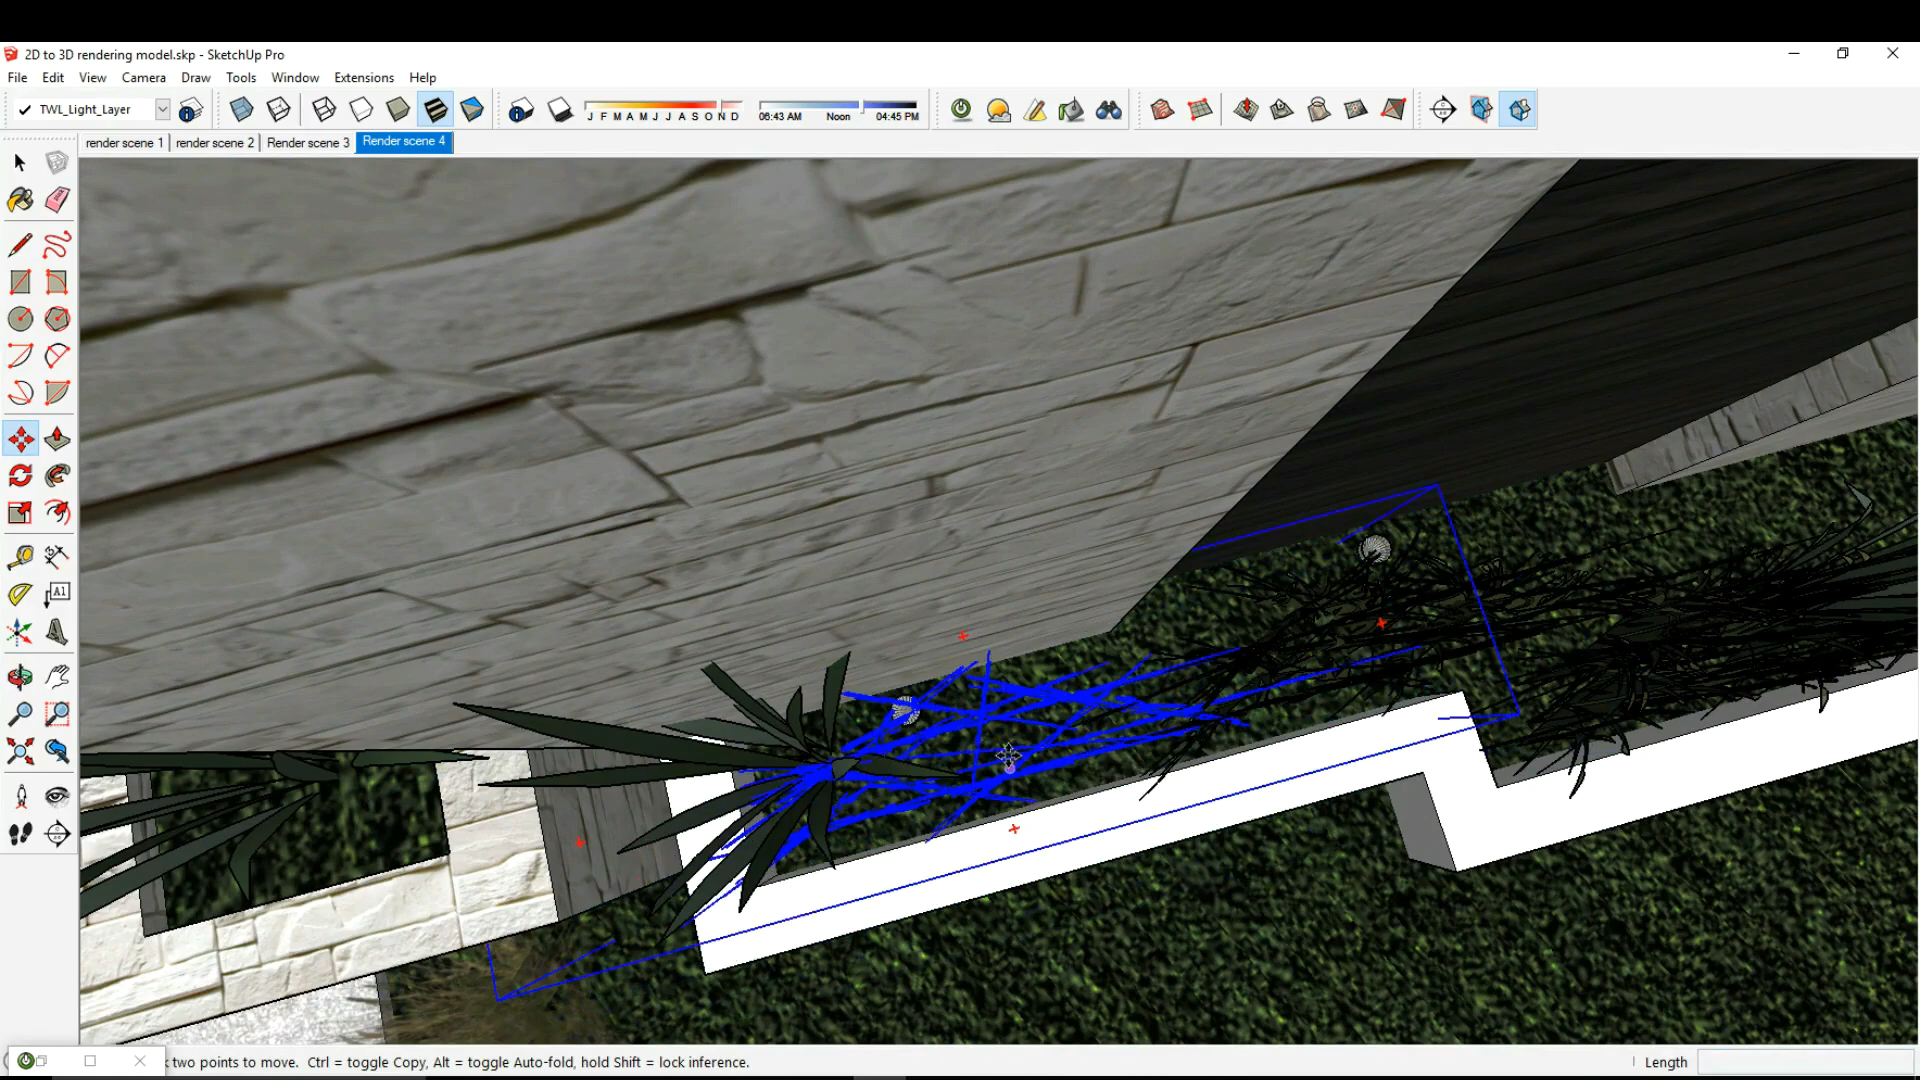 2D to 3D rendering model.skp - SketchUp Pro
File Edit View Camera Draw Tools Window Extensions Help
TWL_Light_Layer
J F M A M J J A S O N D
06:43 AM Noon 04:45 PM
render scene 1 render scene 2 Render scene 3 Render scene 4
A1
two points to move. Ctrl = toggle Copy, Alt = toggle Auto-fold, hold Shift = lock inference.
Length